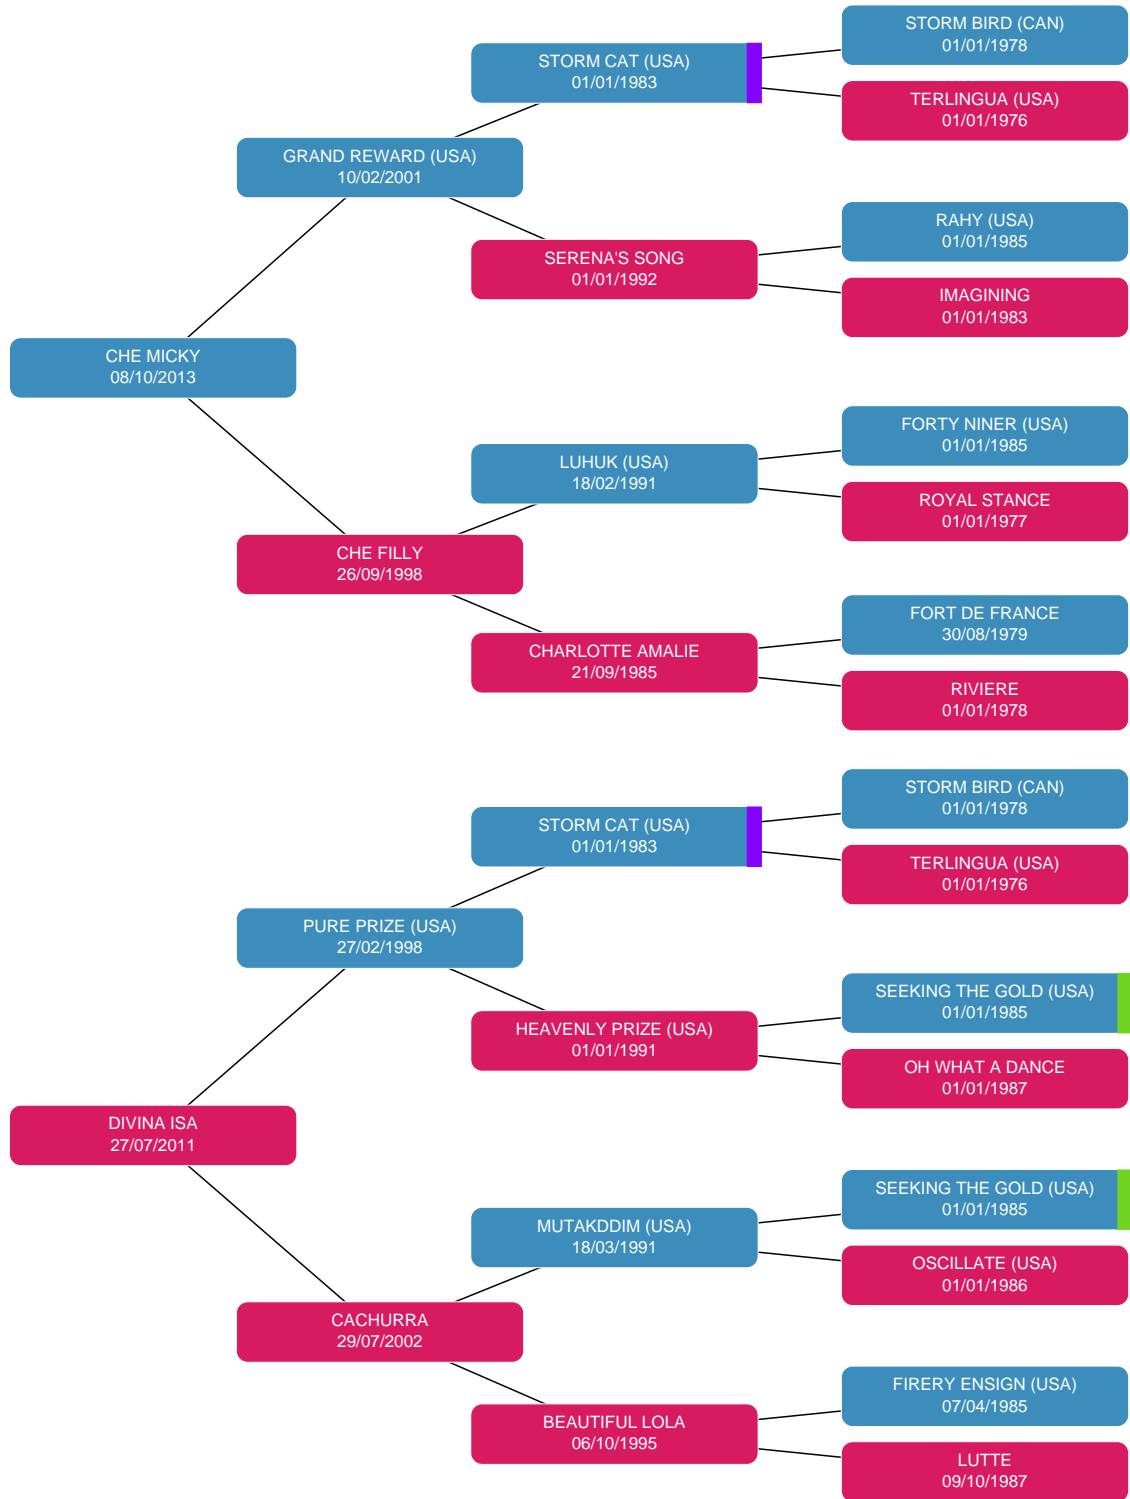 STORM BIRD (CAN)
01/01/1978
STORM CAT (USA)
01/01/1983
TERLINGUA (USA)
01/01/1976
GRAND REWARD (USA)
10/02/2001
RAHY (USA)
01/01/1985
SERENA'S SONG
01/01/1992
IMAGINING
01/01/1983
CHE MICKY
08/10/2013
FORTY NINER (USA)
01/01/1985
LUHUK (USA)
18/02/1991
ROYAL STANCE
01/01/1977
CHE FILLY
26/09/1998
FORT DE FRANCE
30/08/1979
CHARLOTTE AMALIE
21/09/1985
RIVIERE
01/01/1978
STORM BIRD (CAN)
01/01/1978
STORM CAT (USA)
01/01/1983
TERLINGUA (USA)
01/01/1976
PURE PRIZE (USA)
27/02/1998
SEEKING THE GOLD (USA)
01/01/1985
HEAVENLY PRIZE (USA)
01/01/1991
OH WHAT A DANCE
01/01/1987
DIVINA ISA
27/07/2011
SEEKING THE GOLD (USA)
01/01/1985
MUTAKDDIM (USA)
18/03/1991
OSCILLATE (USA)
01/01/1986
CACHURRA
29/07/2002
FIRERY ENSIGN (USA)
07/04/1985
BEAUTIFUL LOLA
06/10/1995
LUTTE
09/10/1987